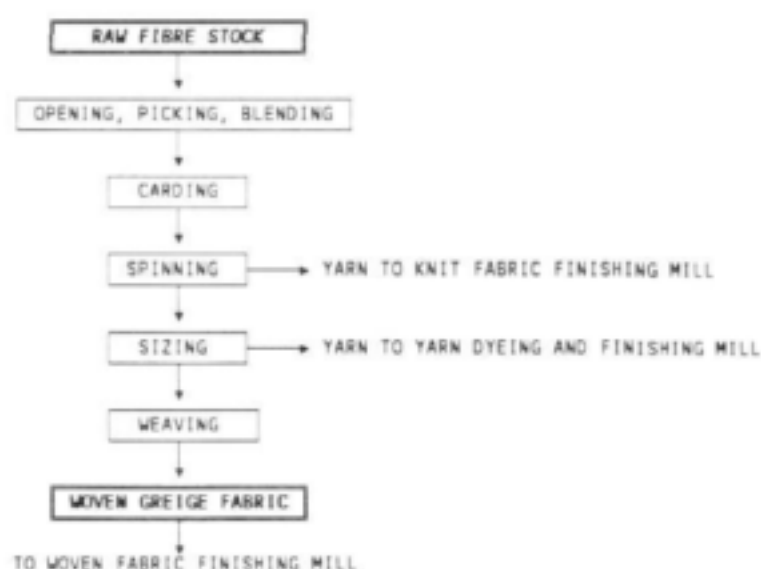 RAW FIBRE STOCK
OPENING, PICKING, BLENDING
CARDING
SPINNING
YARN TO KNIT FABRIC FINISHING MILL
SIZING
YARN TO YARN DYEING AND FINISHING MILL
WEAVING
WOVEN GREIGE FABRIC
TO WOVEN FABRIC FINISHING MILL